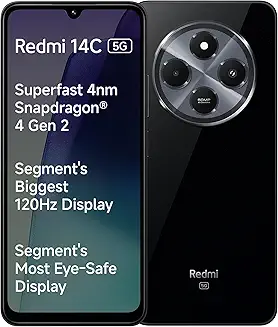 Redmi 14C 5G
Superfast 4nm
Snapdragon®
4 Gen 2
Segment's
Biggest
120Hz Display
Segment's
Most Eye-Safe
Display
50MP
Redmi
5G